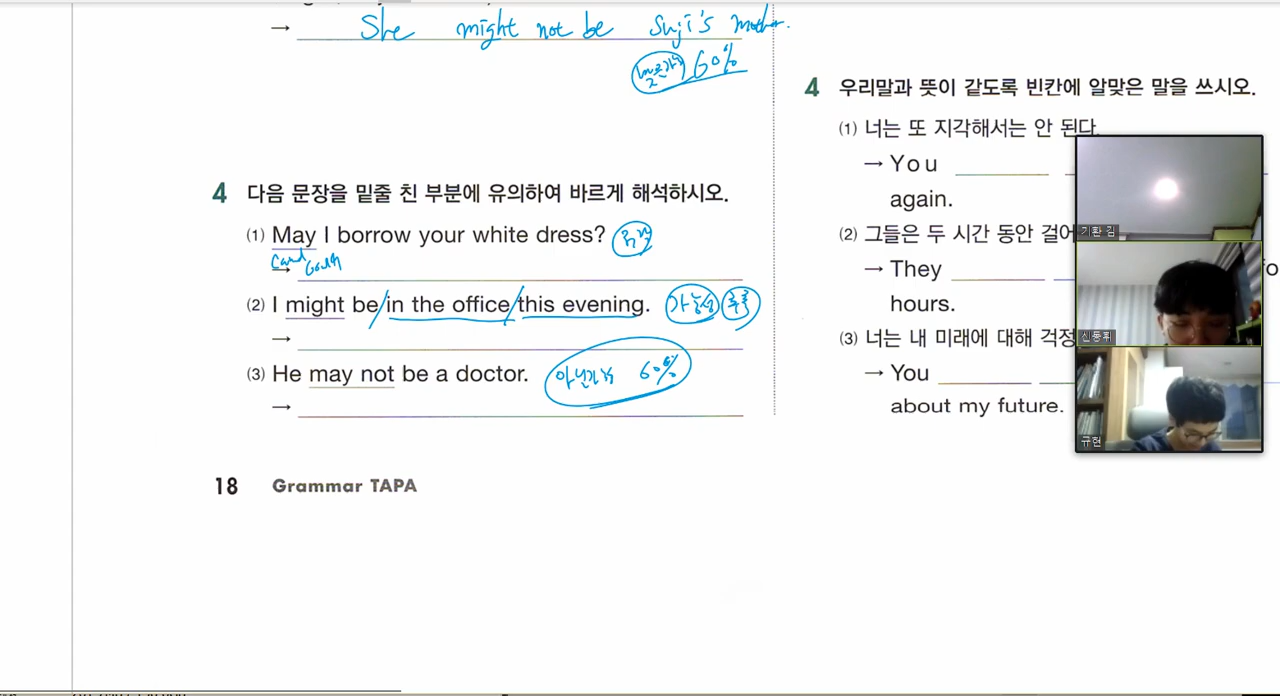 → She might not be Suji's mother.
60%
4 다음 문장을 밑줄 친 부분에 유의하여 바르게 해석하시오.
(1) May I borrow your white dress?
→
(2) I might be/in the office/this evening. 가능성 추측
→
(3) He may not be a doctor. 60%
→
18 Grammar TAPA
4 우리말과 뜻이 같도록 빈칸에 알맞은 말을 쓰시오.
(1) 너는 또 지각해서는 안 된다.
→ You
again.
(2) 그들은 두 시간 동안 걸어
→ They
hours.
(3) 너는 내 미래에 대해 걱정
→ You
about my future.
기환 김
신동휘
규현